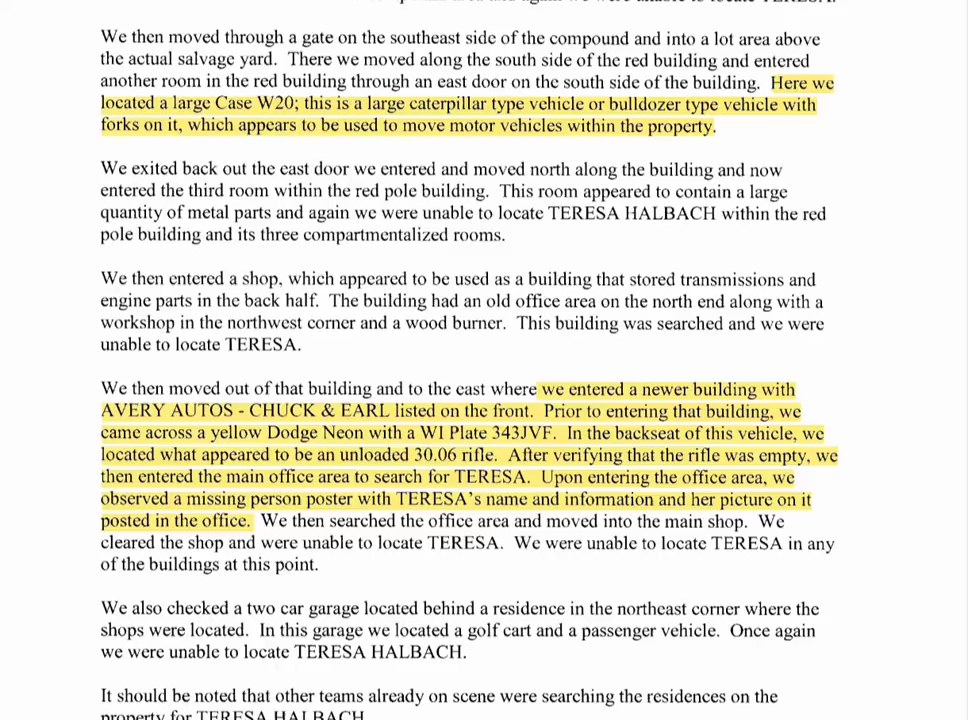 We then moved through a gate on the southeast side of the compound and into a lot area above
the actual salvage yard. There we moved along the south side of the red building and entered
another room in the red building through an east door on the south side of the building. Here we
located a large Case W20; this is a large caterpillar type vehicle or bulldozer type vehicle with
forks on it, which appears to be used to move motor vehicles within the property.
We exited back out the east door we entered and moved north along the building and now
entered the third room within the red pole building. This room appeared to contain a large
quantity of metal parts and again we were unable to locate TERESA HALBACH within the red
pole building and its three compartmentalized rooms.
We then entered a shop, which appeared to be used as a building that stored transmissions and
engine parts in the back half. The building had an old office area on the north end along with a
workshop in the northwest corner and a wood burner. This building was searched and we were
unable to locate TERESA.
We then moved out of that building and to the east where we entered a newer building with
AVERY AUTOS - CHUCK & EARL listed on the front. Prior to entering that building, we
came across a yellow Dodge Neon with a WI Plate 343JVF. In the backseat of this vehicle, we
located what appeared to be an unloaded 30.06 rifle. After verifying that the rifle was empty, we
then entered the main office area to search for TERESA. Upon entering the office area, we
observed a missing person poster with TERESA's name and information and her picture on it
posted in the office. We then searched the office area and moved into the main shop. We
cleared the shop and were unable to locate TERESA. We were unable to locate TERESA in any
of the buildings at this point.
We also checked a two car garage located behind a residence in the northeast corner where the
shops were located. In this garage we located a golf cart and a passenger vehicle. Once again
we were unable to locate TERESA HALBACH.
It should be noted that other teams already on scene were searching the residences on the
property for TERESA HALBACH